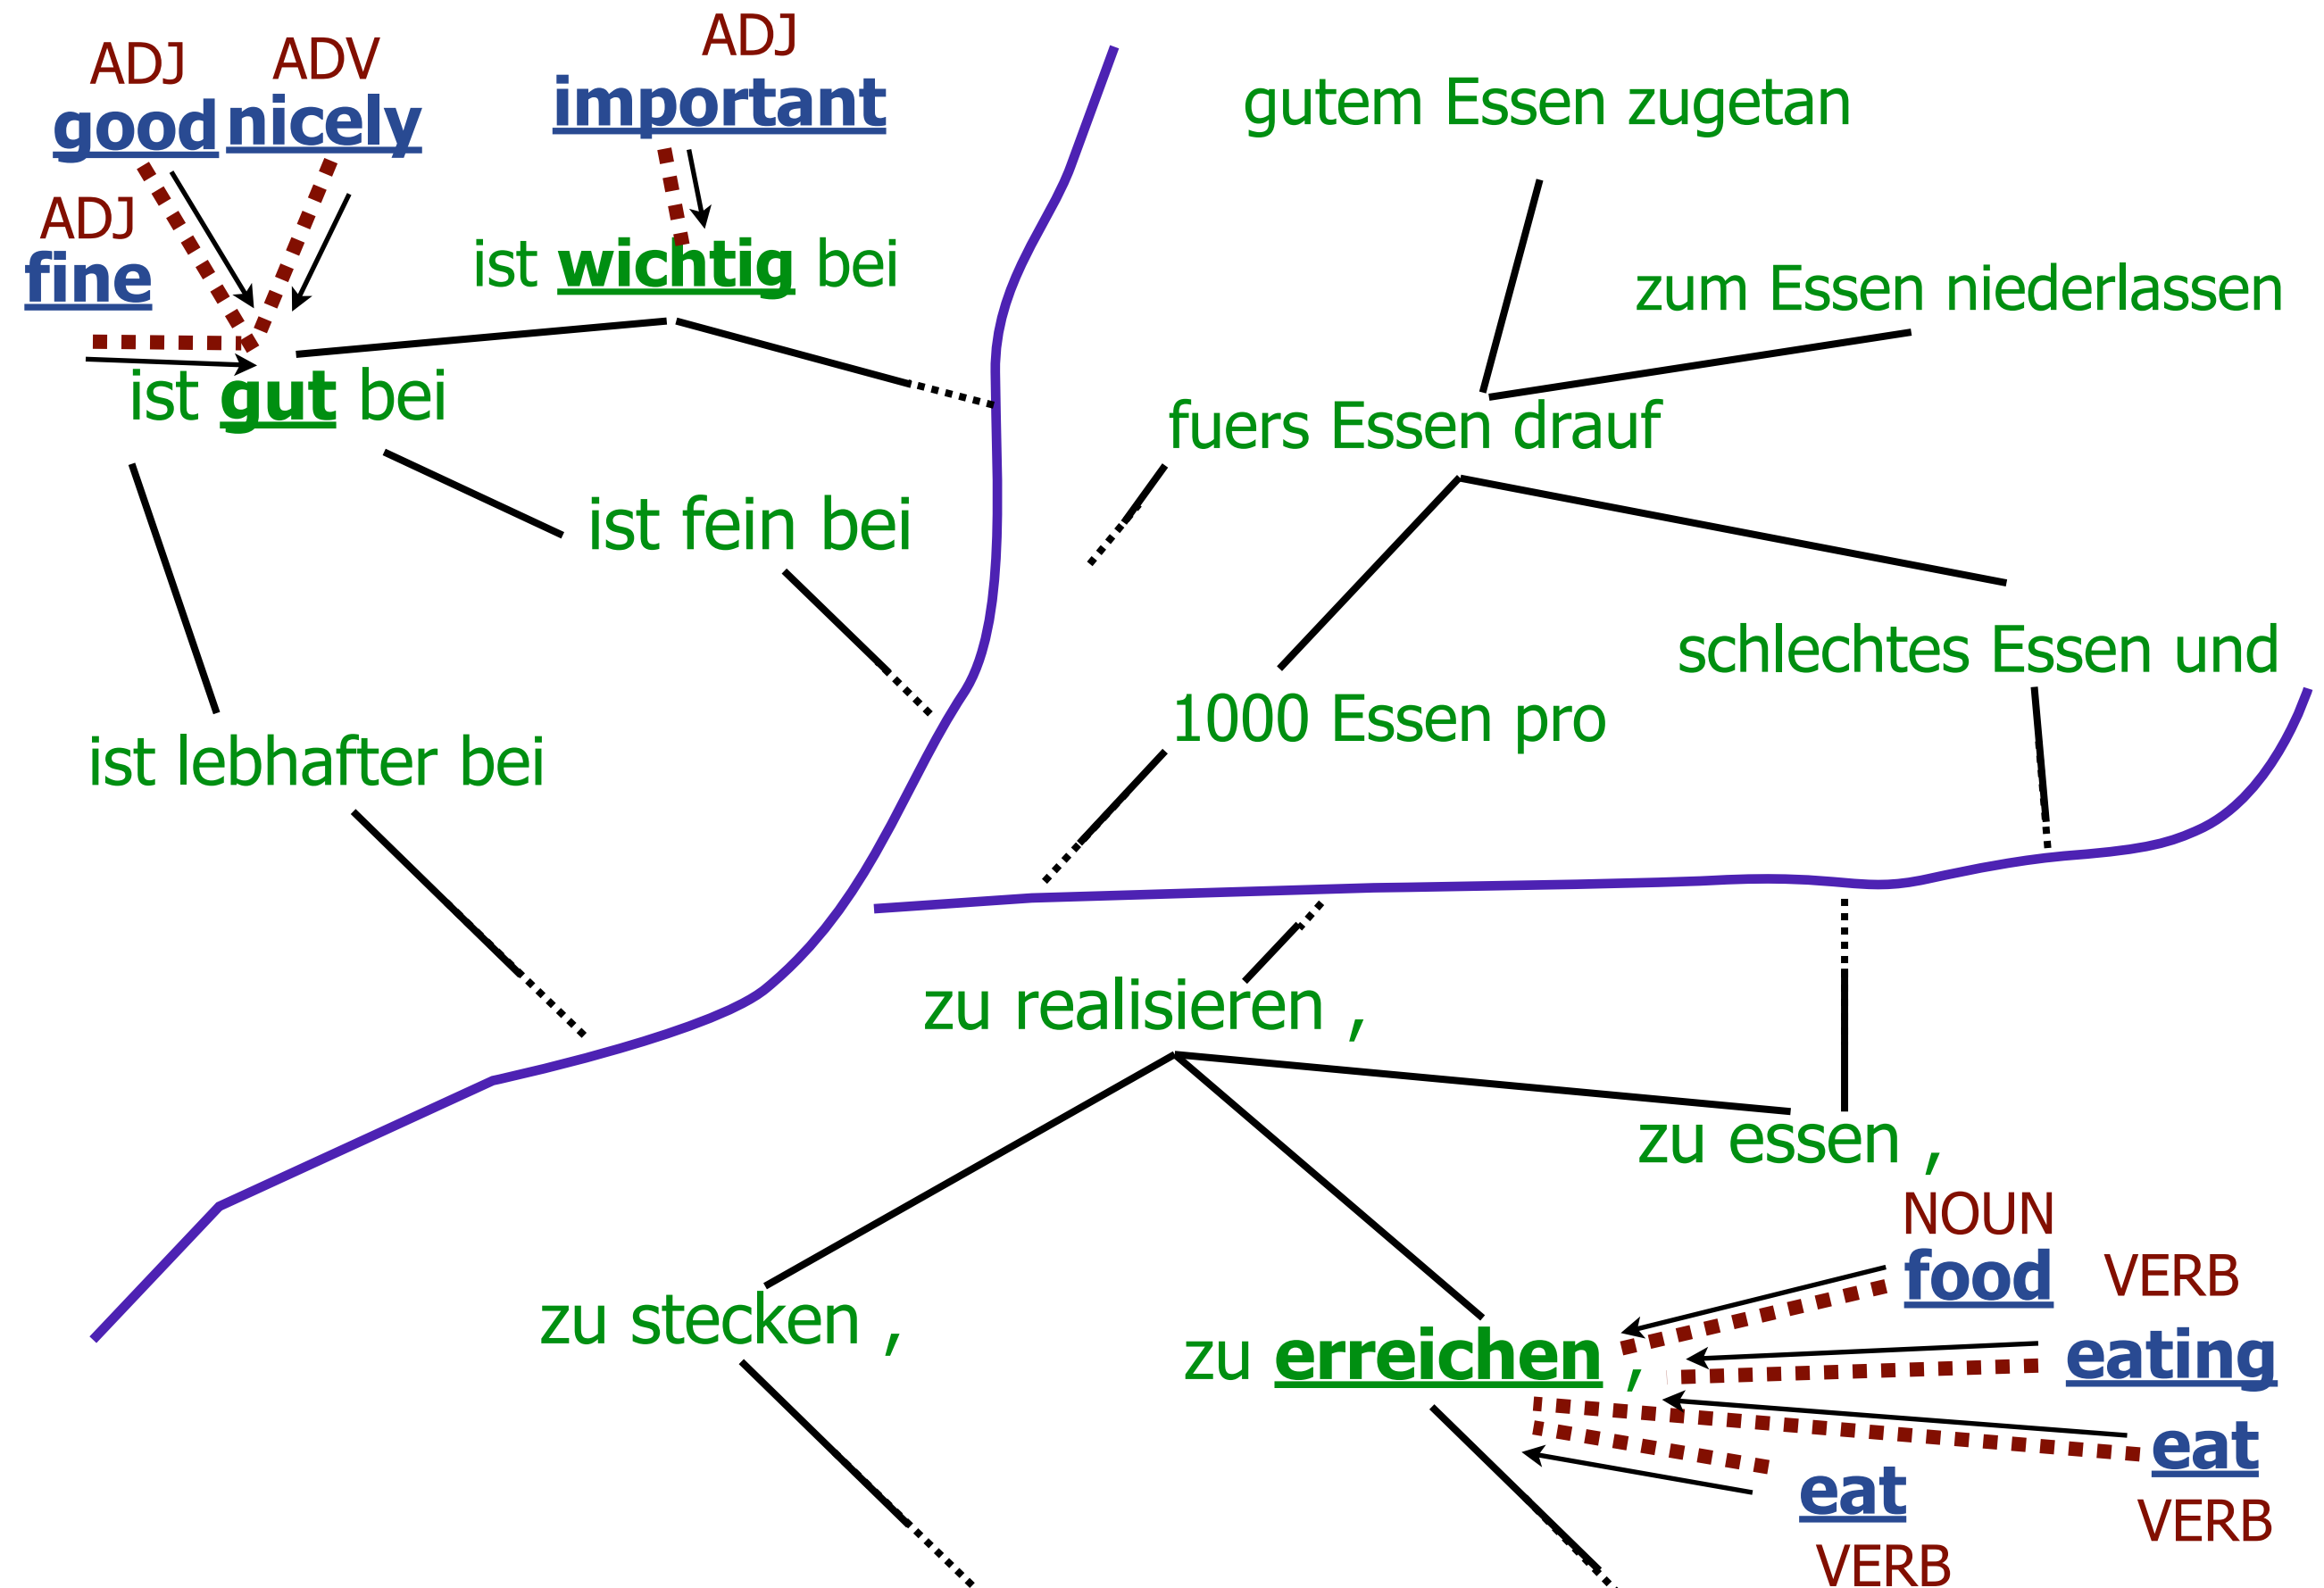 ADJ
good
ADV
nicely
ADJ
important
ADJ
fine
ist wichtig bei
ist gut bei
ist fein bei
ist lebhafter bei
gutem Essen zugetan
zum Essen niederlassen
fuers Essen drauf
schlechtes Essen und
1000 Essen pro
zu realisieren ,
zu essen ,
zu stecken ,
zu erreichen ,
NOUN
food
VERB
eating
eat
VERB
eat
VERB